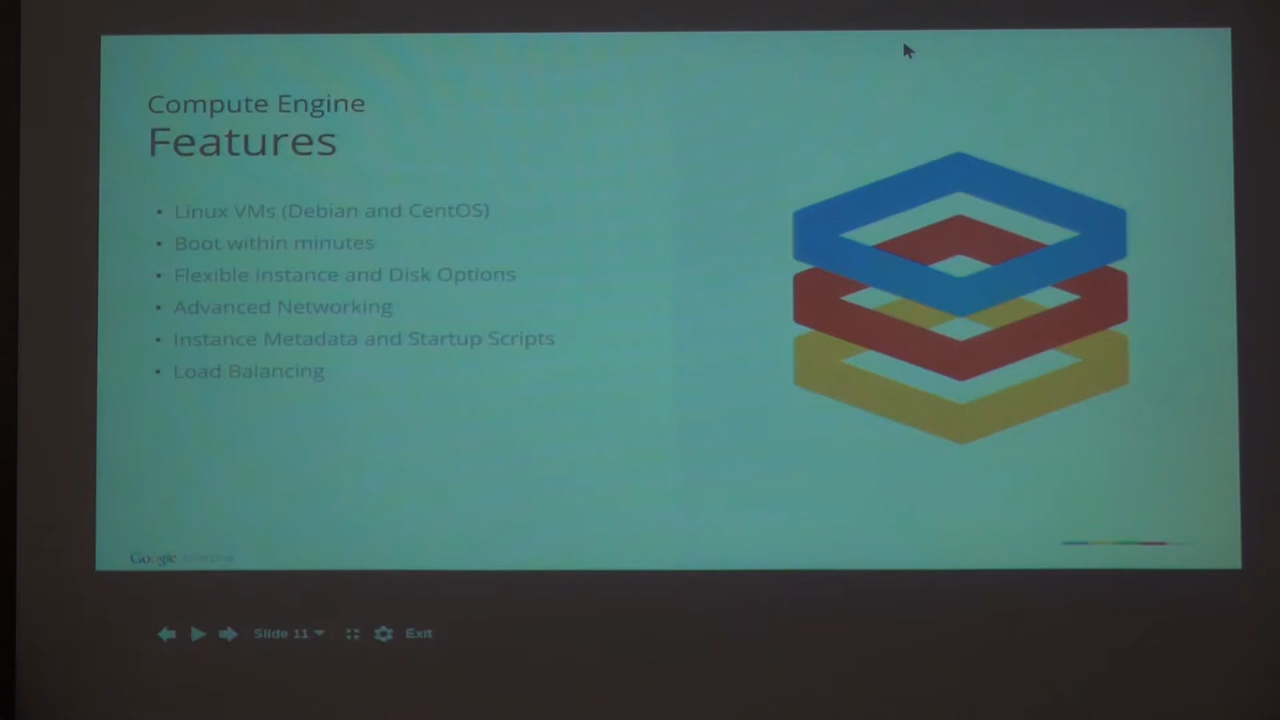 Compute Engine
Features
• Linux VMs (Debian and CentOS)
• Boot within minutes
• Flexible Instance and Disk Options
• Advanced Networking
• Instance Metadata and Startup Scripts
• Load Balancing
Google
Slide 11
Exit